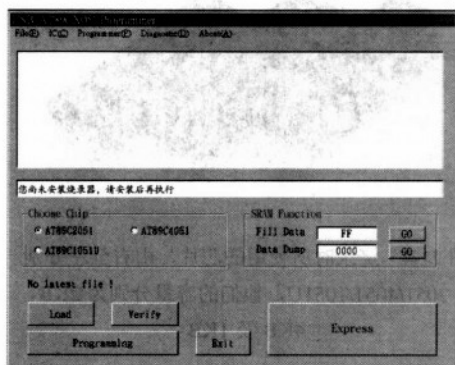 Programmer
File(E) IC(C) Programmer(P) Diagnose(D) About(A)
您尚未安装烧录器，请安装后再执行
Choose Chip
AT89C2051 AT89C4051
AT89C1051U
SRAM Function
Fill Data FF GO
Data Dump 0000 GO
No latest file !
Load Verify
Programming Exit Express